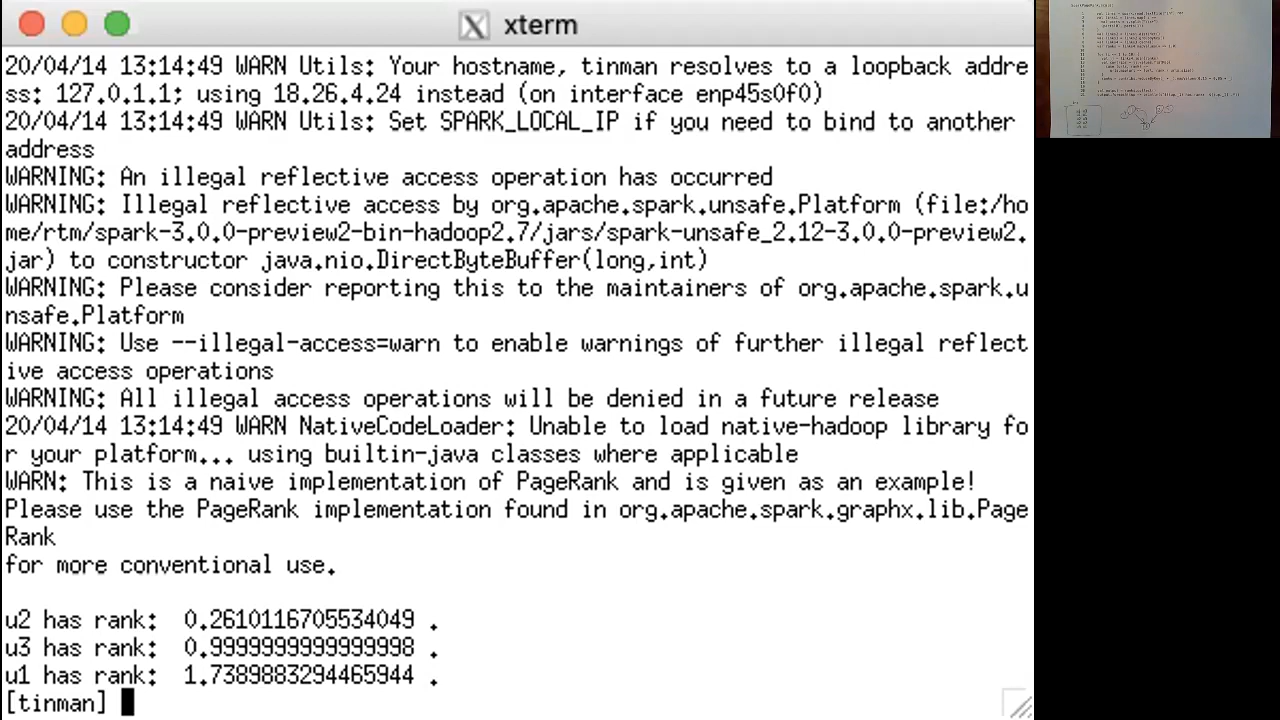 xterm
20/04/14 13:14:49 WARN Utils: Your hostname, tinman resolves to a loopback addre
ss: 127.0.1.1; using 18.26.4.24 instead (on interface enp45s0f0)
20/04/14 13:14:49 WARN Utils: Set SPARK_LOCAL_IP if you need to bind to another
address
WARNING: An illegal reflective access operation has occurred
WARNING: Illegal reflective access by org.apache.spark.unsafe.Platform (file:/ho
me/rtm/spark-3.0.0-preview2-bin-hadoop2.7/jars/spark-unsafe_2.12-3.0.0-preview2.
jar) to constructor java.nio.DirectByteBuffer(long,int)
WARNING: Please consider reporting this to the maintainers of org.apache.spark.u
nsafe.Platform
WARNING: Use --illegal-access=warn to enable warnings of further illegal reflect
ive access operations
WARNING: All illegal access operations will be denied in a future release
20/04/14 13:14:49 WARN NativeCodeLoader: Unable to load native-hadoop library fo
r your platform... using builtin-java classes where applicable
WARN: This is a naive implementation of PageRank and is given as an example!
Please use the PageRank implementation found in org.apache.spark.graphx.lib.Page
Rank
for more conventional use.
u2 has rank:  0.2610116705534049 .
u3 has rank:  0.9999999999999998 .
u1 has rank:  1.7389883294465944 .
[tinman]